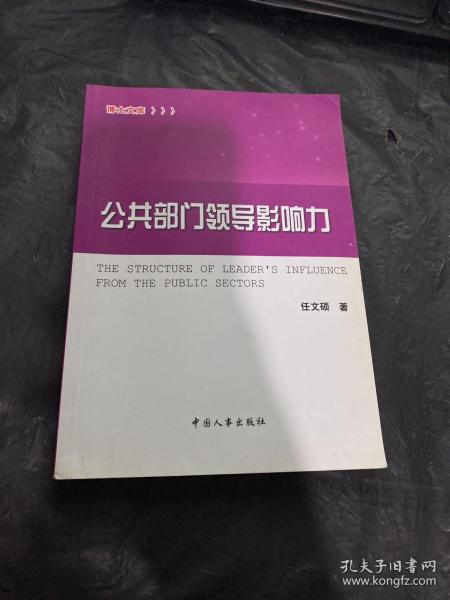 博士文库 》》》
公共部门领导影响力
THE STRUCTURE OF LEADER'S INFLUENCE
FROM THE PUBLIC SECTORS
任文硕 著
中国人事出版社
孔夫子旧书网
www.kongfz.com